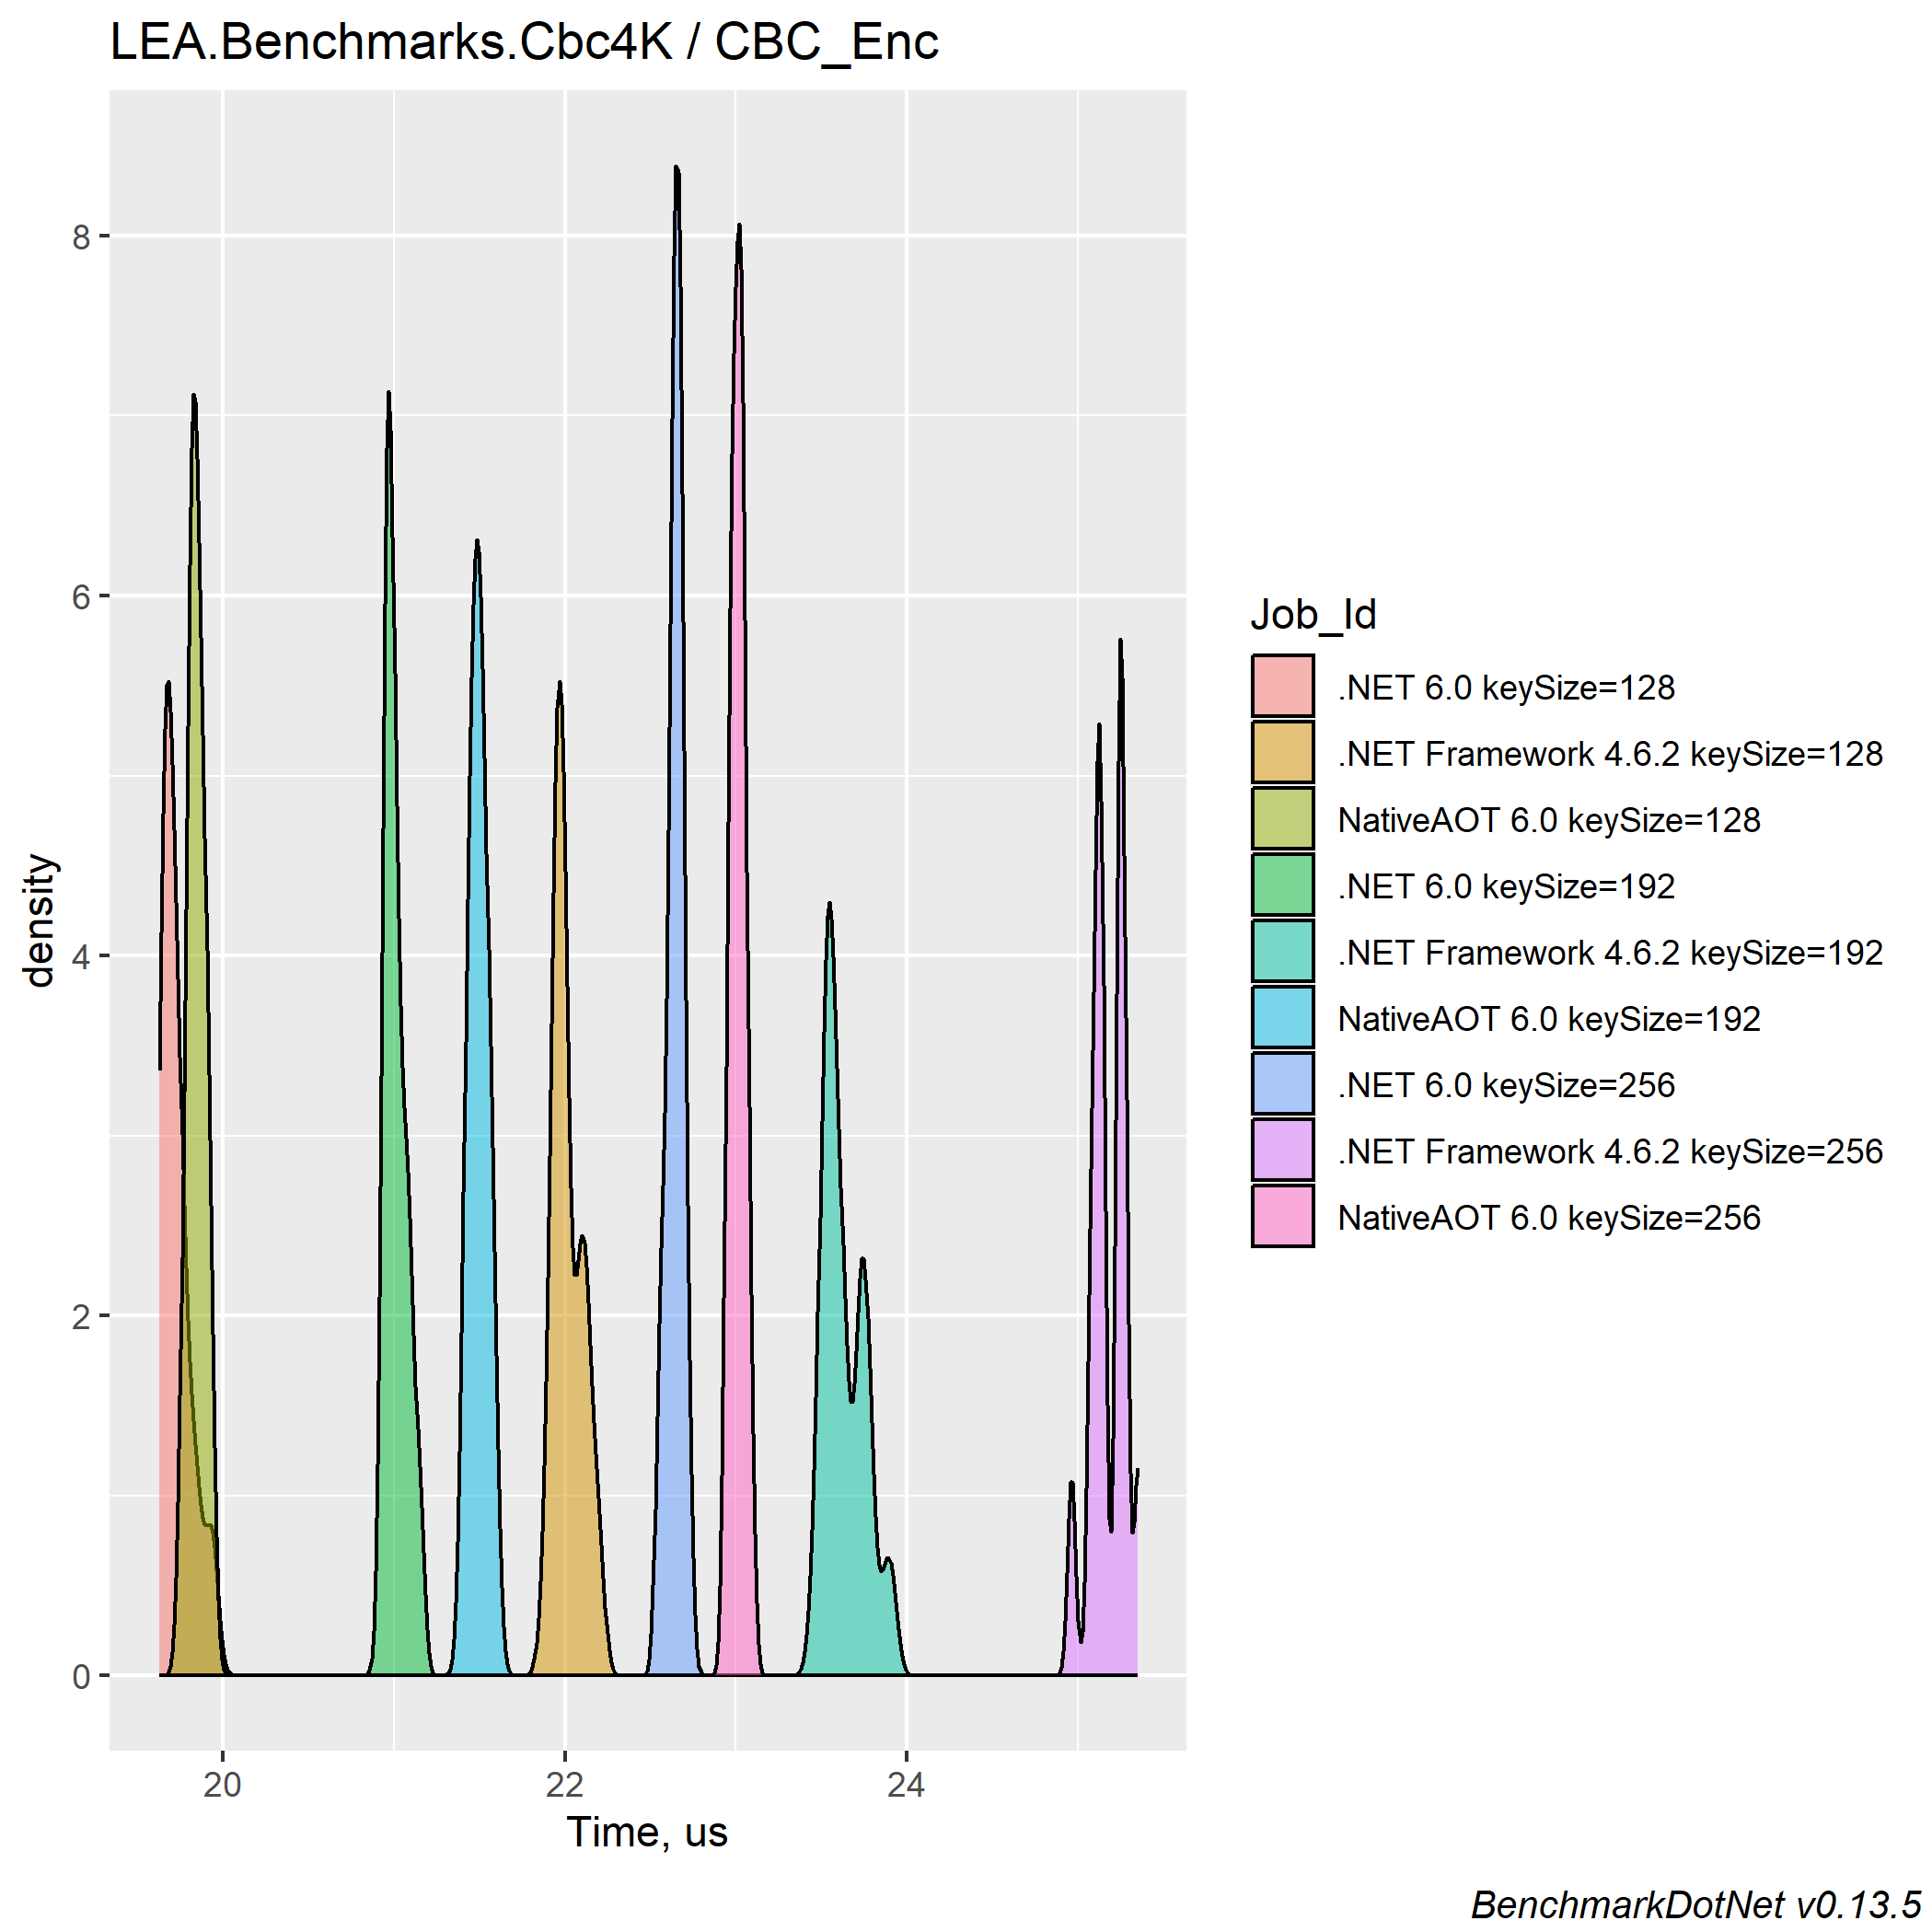 LEA.Benchmarks.Cbc4K / CBC_Enc
8
6
4
2
0
density
20
22
24
Time, us
Job_Id
.NET 6.0 keySize=128
.NET Framework 4.6.2 keySize=128
NativeAOT 6.0 keySize=128
.NET 6.0 keySize=192
.NET Framework 4.6.2 keySize=192
NativeAOT 6.0 keySize=192
.NET 6.0 keySize=256
.NET Framework 4.6.2 keySize=256
NativeAOT 6.0 keySize=256
BenchmarkDotNet v0.13.5